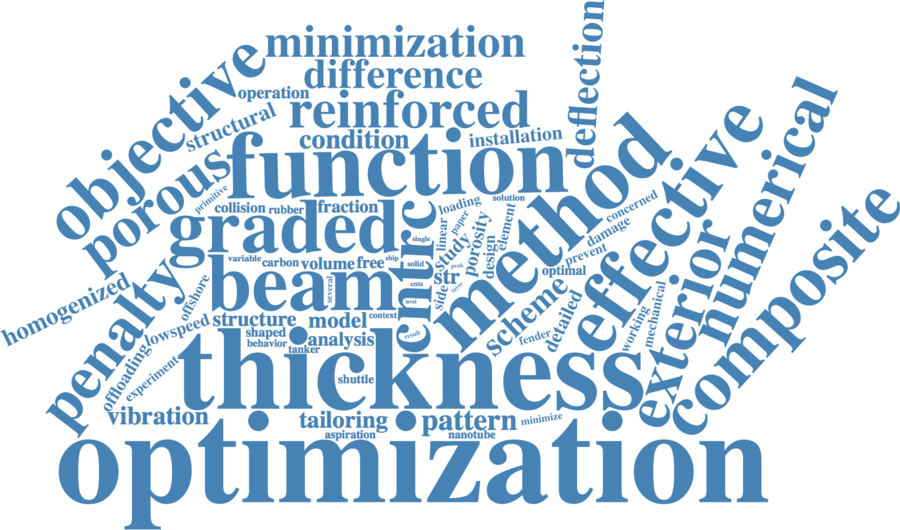 minimization
deflection
difference
objective
operation
reinforced
structural
condition
installation
function
method
effective
numerical
porous
primitive
composite
collision
rubber
fraction
cntrc
loading
solution
concerned
graded
single
linear
paper
study
porosity
element
design
damage
prevent
variable
carbon
volume
free
ship
solid
peak
optimal
homogenized
penalty
offshore
beam
several
cnts
str
side
layer
level
scheme
exterior
detailed
fender
working
mechanical
lowspeed
structure
model
context
shaped
behavior
analysis
result
tanker
offloading
experiment
thickness
shuttle
vibration
tailoring
pattern
minimize
aspiration
nanotube
optimization